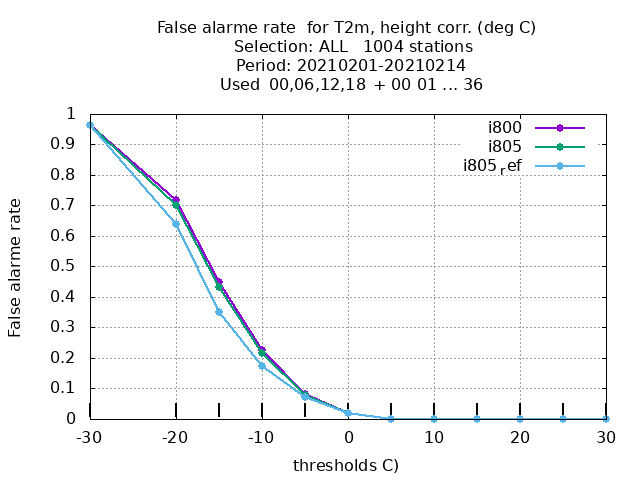 False alarme rate  for T2m, height corr. (deg C)
Selection: ALL   1004 stations
Period: 20210201-20210214
Used 00,06,12,18 + 00 01 ... 36
i800
i805
i805ref
False alarme rate
1
0.9
0.8
0.7
0.6
0.5
0.4
0.3
0.2
0.1
0
-30 -20 -10 0 10 20 30
thresholds C)